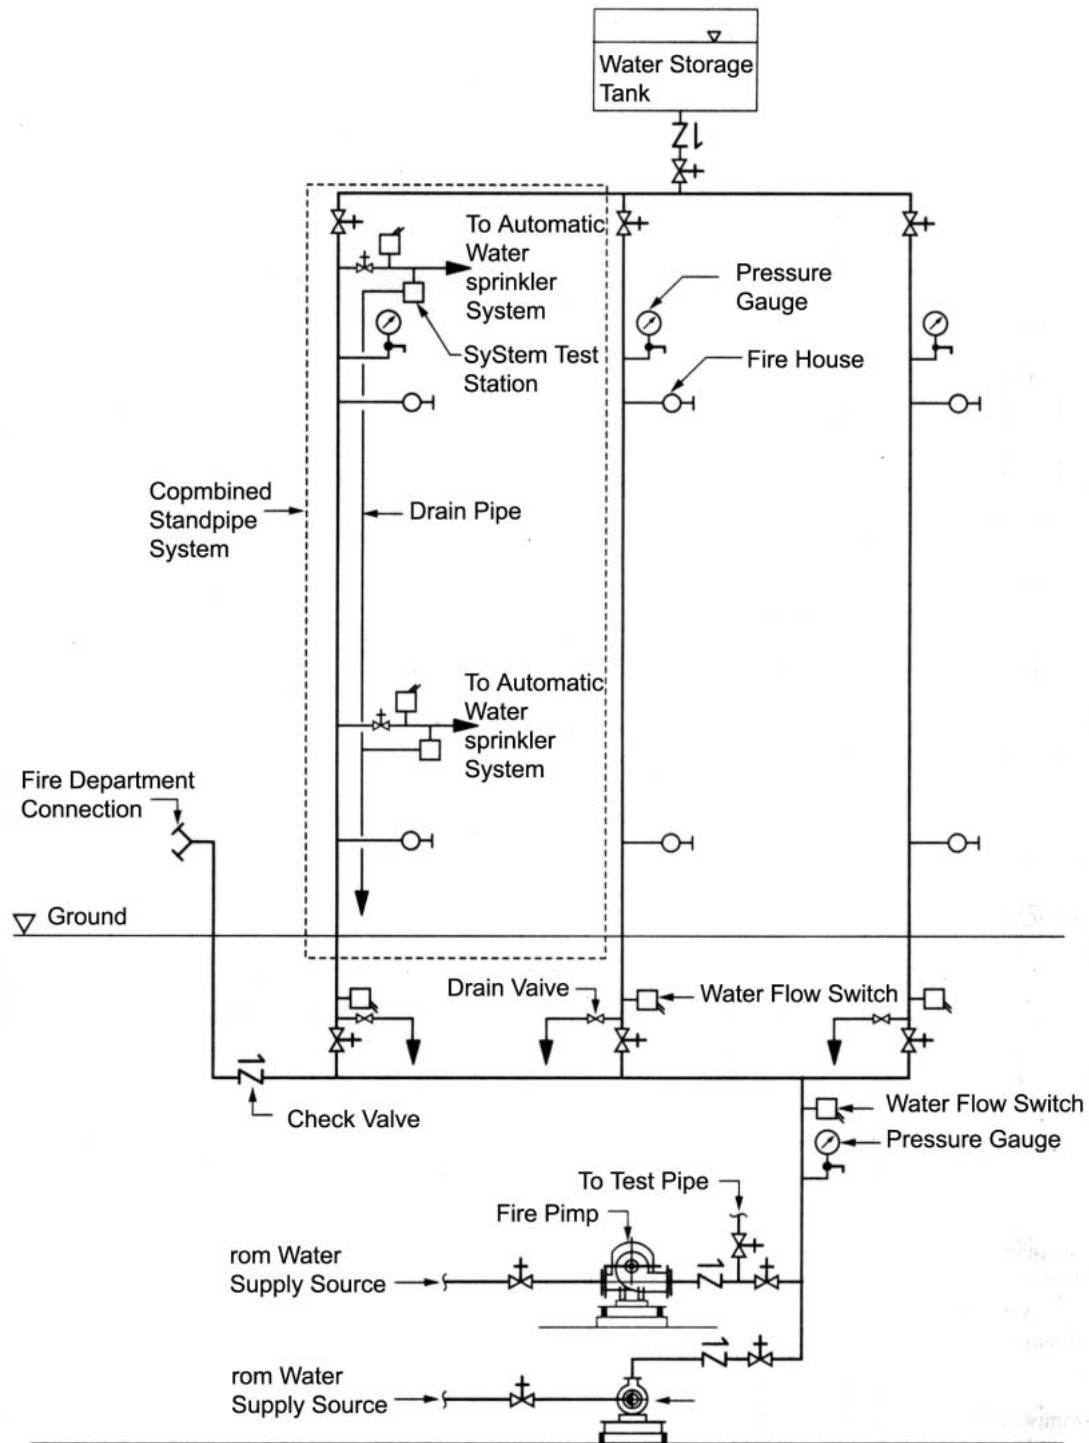 Water Storage
Tank
To Automatic
Water
sprinkler
System
Pressure
Gauge
SyStem Test
Station
Fire House
Copmbined
Standpipe
System
Drain Pipe
To Automatic
Water
sprinkler
System
Fire Department
Connection
Ground
Drain Vaive
Water Flow Switch
Check Valve
Water Flow Switch
Pressure Gauge
To Test Pipe
Fire Pimp
rom Water
Supply Source
rom Water
Supply Source